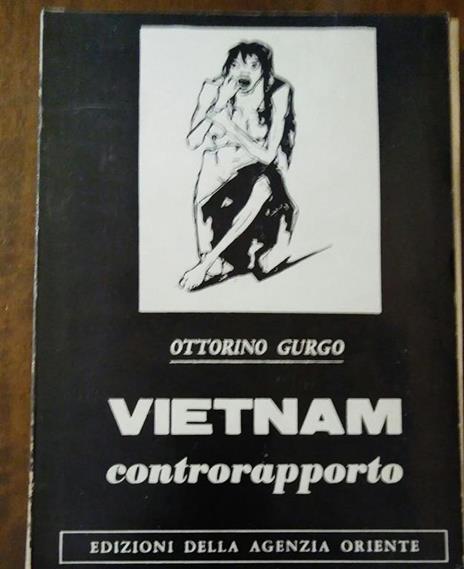 OTTORINO GURGO
VIETNAM
controrapporto
EDIZIONI DELLA AGENZIA ORIENTE